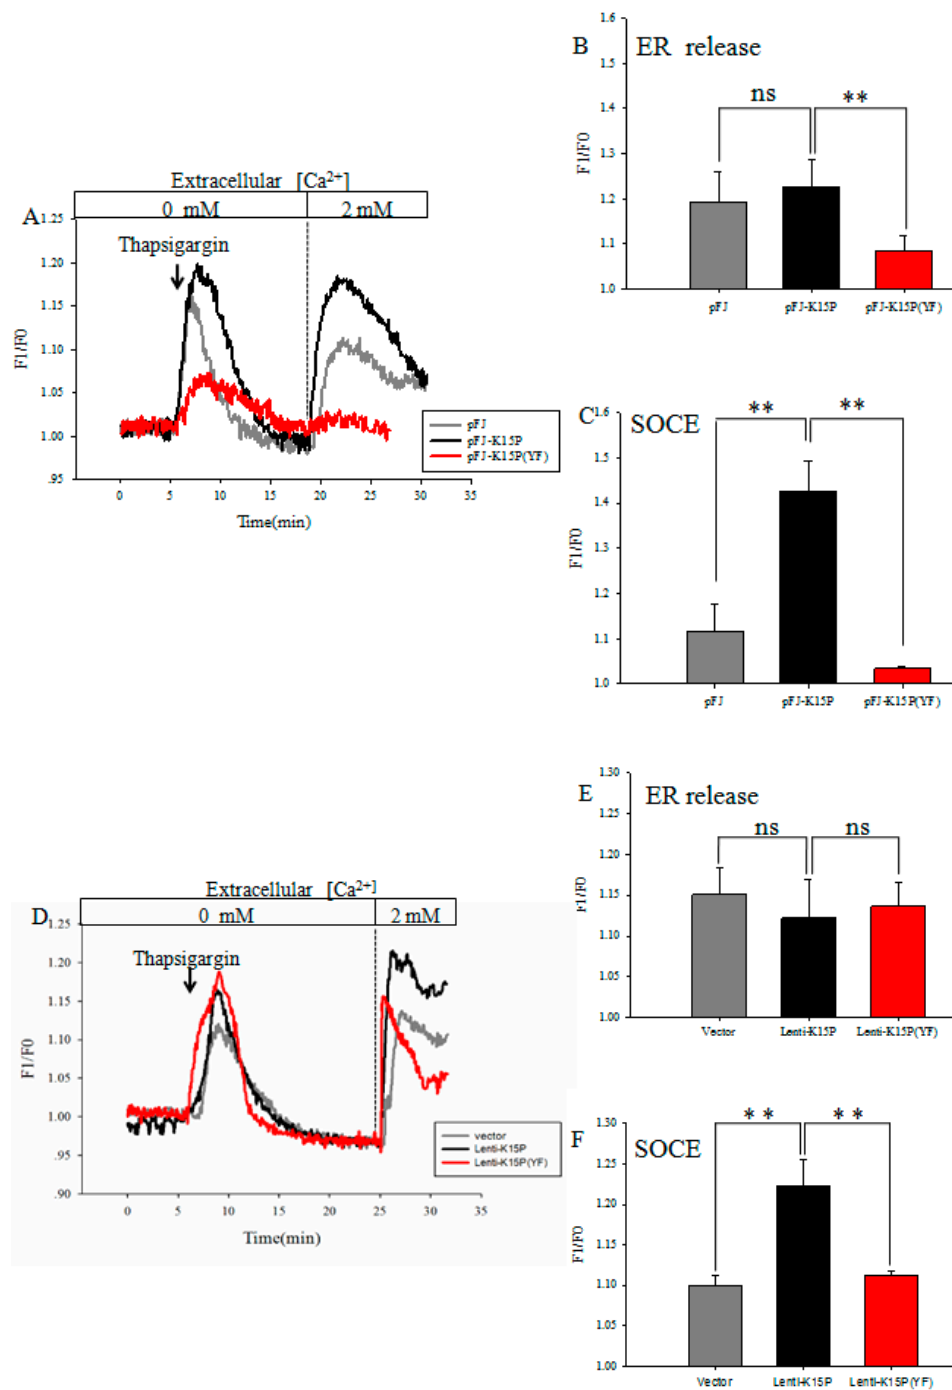 B ER release
1.6
1.5
1.4
1.3
1.2
1.1
1.0
F1/F0
ns
**
pFJ pFJ-K15P pFJ-K15P(YF)
Extracellular [Ca²⁺]
0 mM 2 mM
A
Thapsigargin
1.25
1.20
1.15
1.10
1.05
1.00
.95
F1/F0
pFJ
pFJ-K15P
pFJ-K15P(YF)
0 5 10 15 20 25 30 35
Time(min)
C SOCE
1.6
1.5
1.4
1.3
1.2
1.1
1.0
F1/F0
**
**
pFJ pFJ-K15P pFJ-K15P(YF)
E ER release
1.30
1.25
1.20
1.15
1.10
1.05
1.00
F1/F0
ns
ns
Vector Lenti-K15P Lenti-K15P(YF)
Extracellular [Ca²⁺]
0 mM 2 mM
D
Thapsigargin
1.25
1.20
1.15
1.10
1.05
1.00
.95
.90
F1/F0
vector
Lenti-K15P
Lenti-K15P(YF)
0 5 10 15 20 25 30 35
Time(min)
F SOCE
1.30
1.25
1.20
1.15
1.10
1.05
1.00
F1/F0
**
**
Vector Lenti-K15P Lenti-K15P(YF)